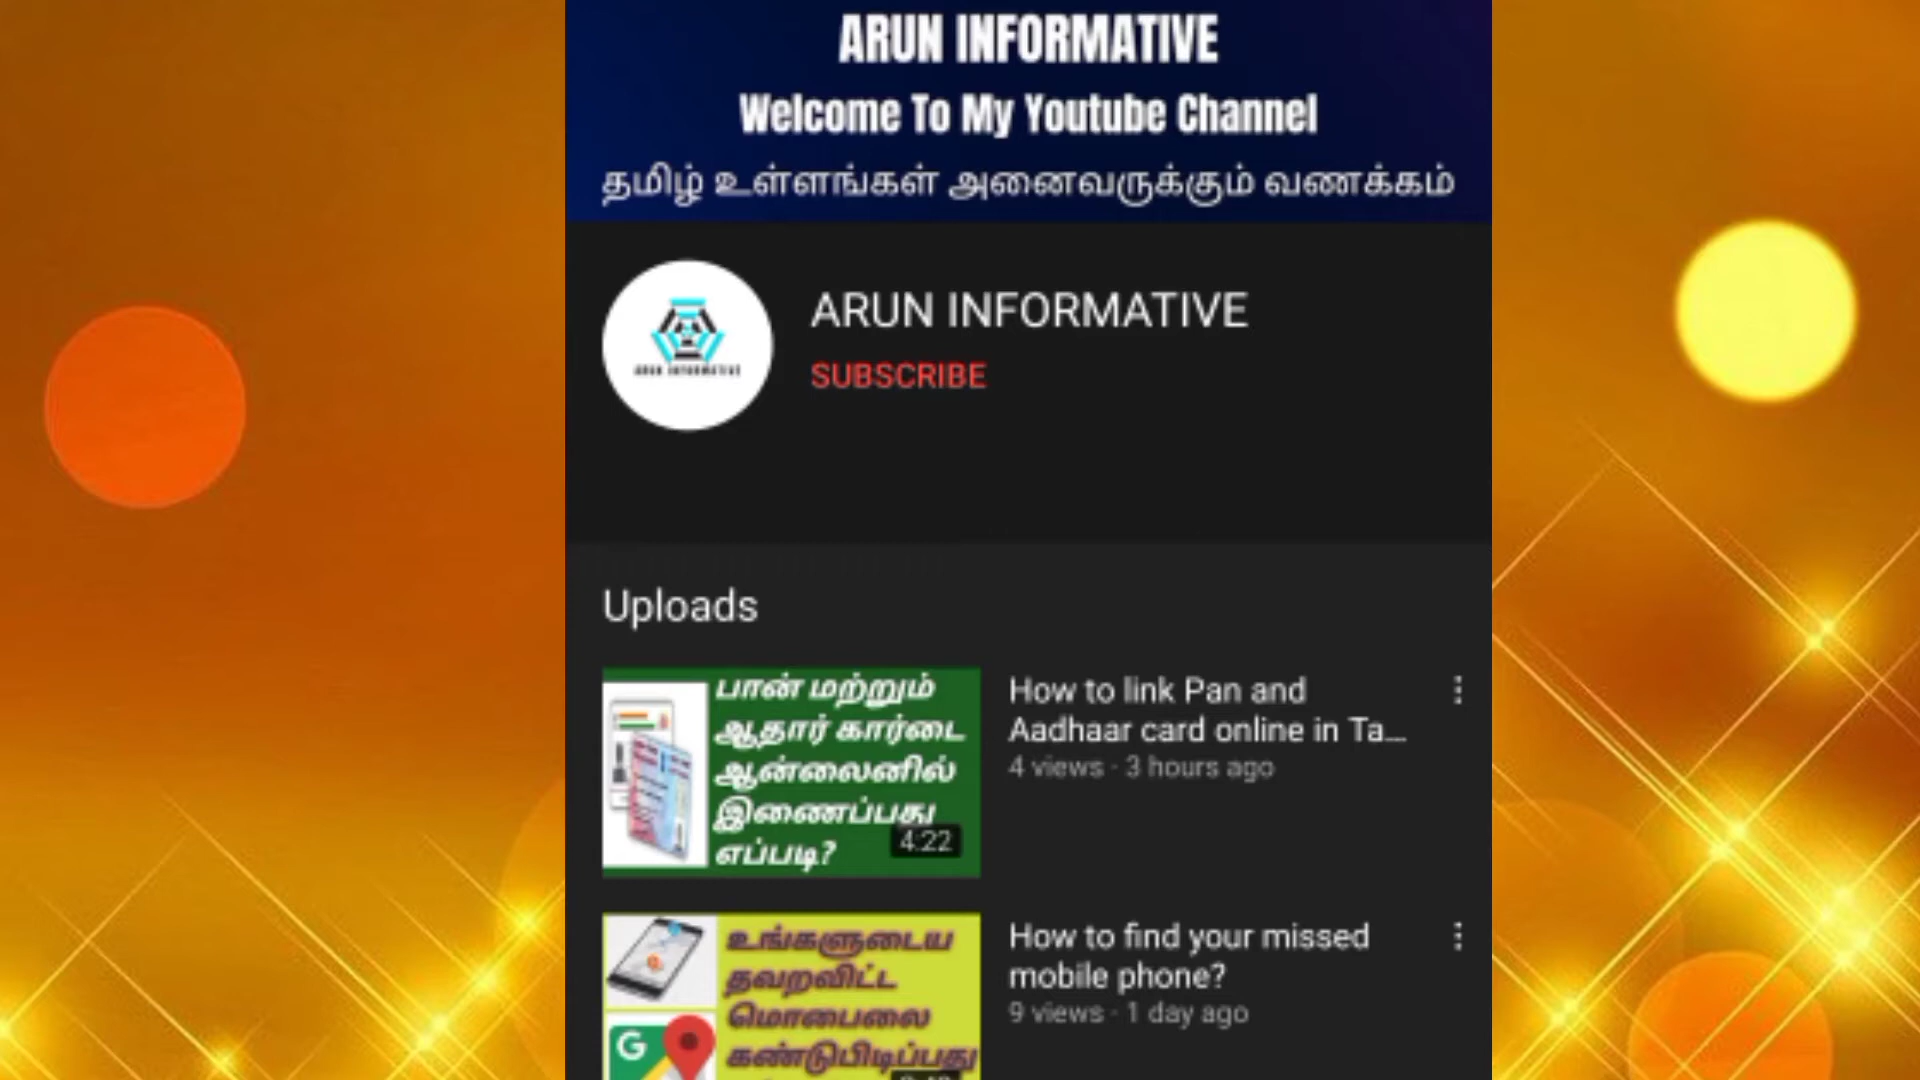 ARUN INFORMATIVE
Welcome To My Youtube Channel
தமிழ் உள்ளங்கள் அனைவருக்கும் வணக்கம்
ARUN INFORMATIVE
ARUN INFORMATIVE
SUBSCRIBE
Uploads
பான் மற்றும்
ஆதார் கார்டை
ஆன்லைனில்
இணைப்பது
எப்படி?
4:22
How to link Pan and
Aadhaar card online in Ta...
4 views · 3 hours ago
உங்களுடைய
தவறவிட்ட
மொபைலை
கண்டுபிடிப்பது
G
How to find your missed
mobile phone?
9 views · 1 day ago